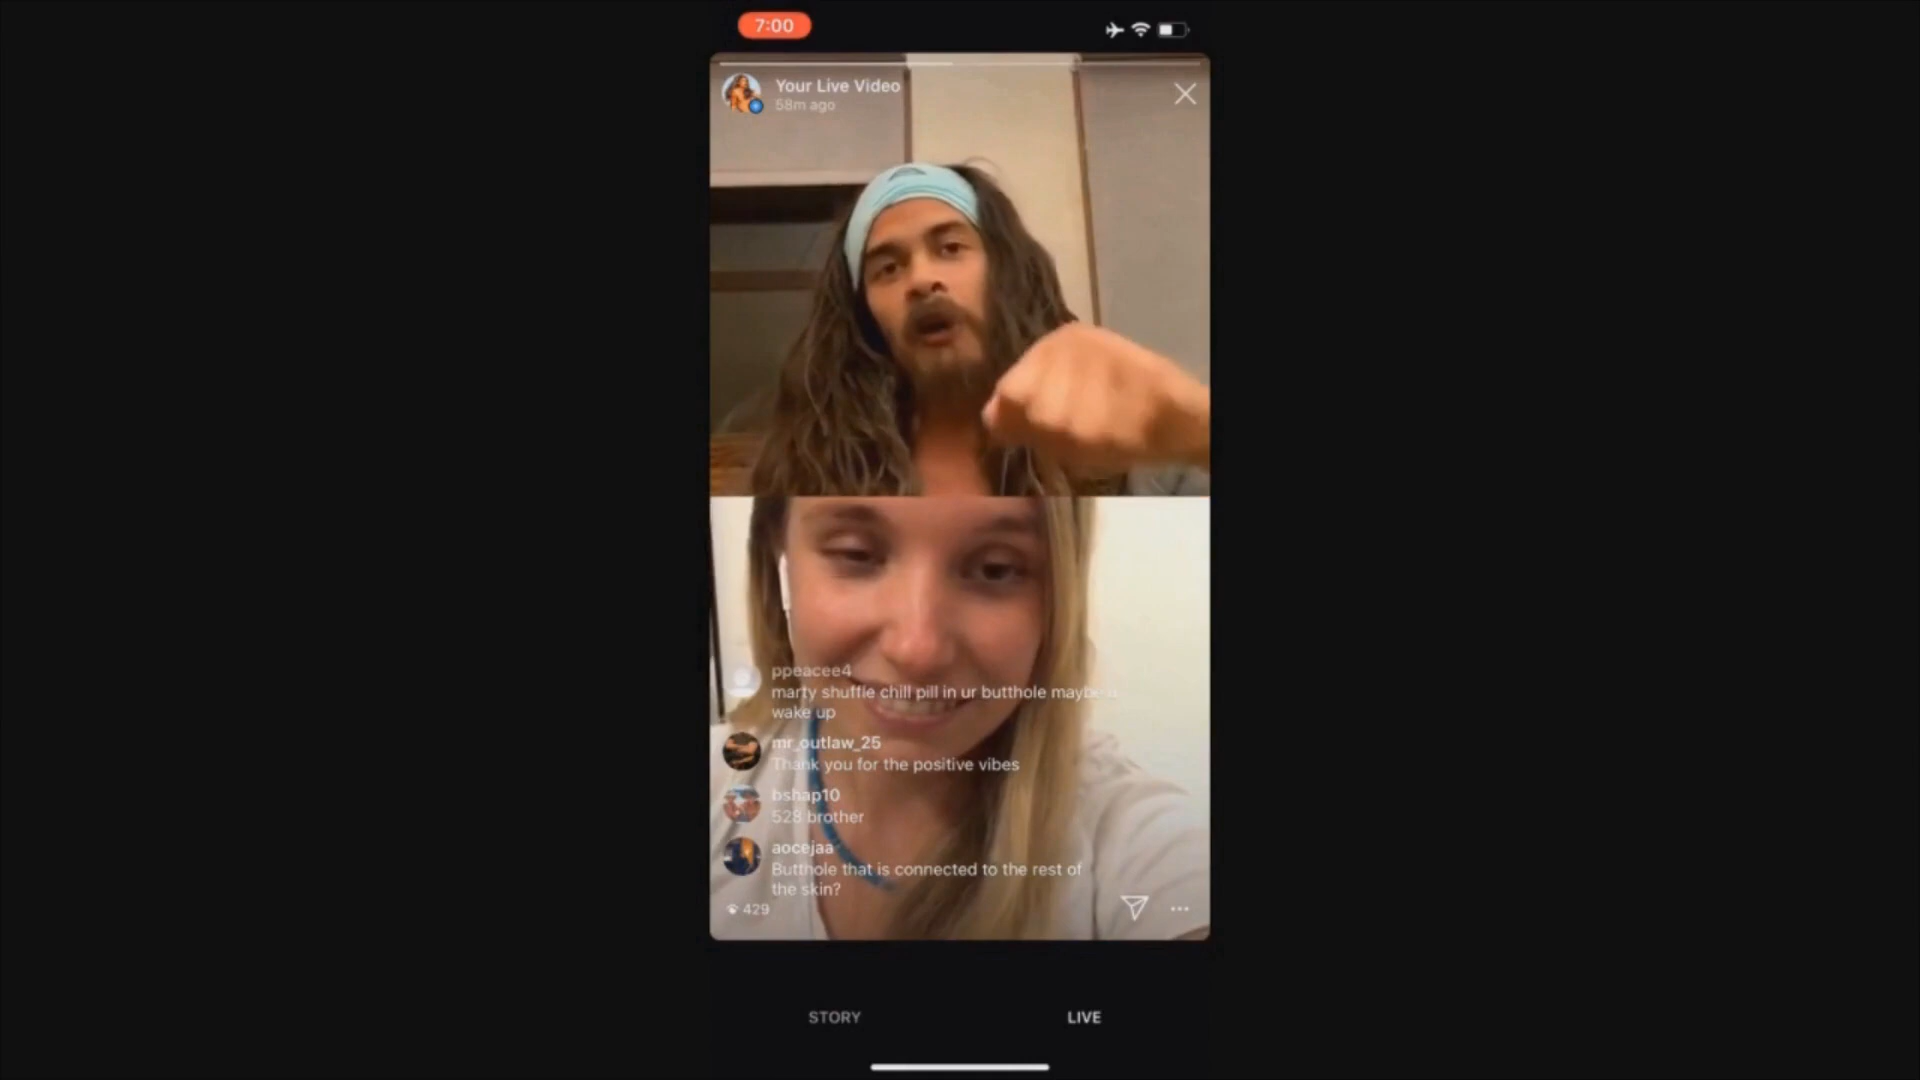 7:00
Your Live Video
58m ago
ppeacee4
marty shuffle chill pill in ur butthole maybe
wake up
mr_outlaw_25
Thank you for the positive vibes
bshap10
528 brother
aocejaa
Butthole that is connected to the rest of
the skin?
429
STORY
LIVE